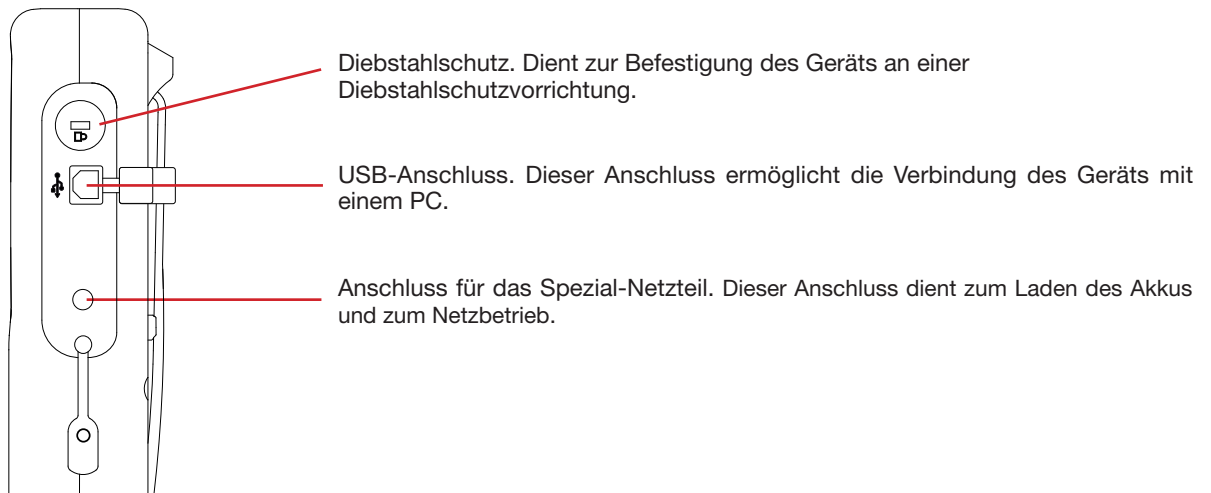 Diebstahlschutz. Dient zur Befestigung des Geräts an einer
Diebstahlschutzvorrichtung.
USB-Anschluss. Dieser Anschluss ermöglicht die Verbindung des Geräts mit
einem PC.
Anschluss für das Spezial-Netzteil. Dieser Anschluss dient zum Laden des Akkus
und zum Netzbetrieb.